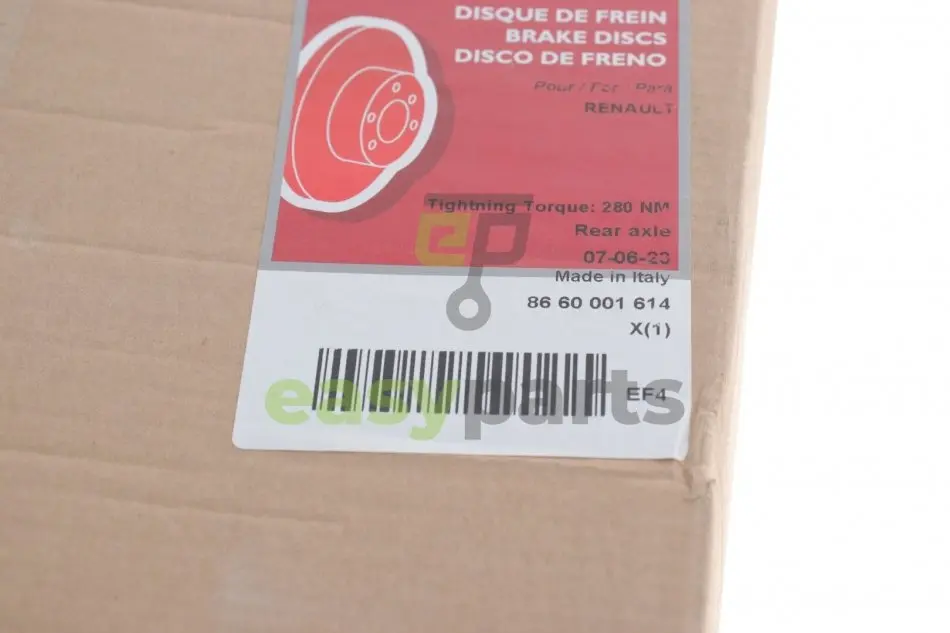 DISQUE DE FREIN
BRAKE DISCS
DISCO DE FRENO
Pour / For / Para
RENAULT
Tightning Torque: 280 NM
Rear axle
07-06-23
Made in Italy
86 60 001 614
X(1)
EF4
ep
easyparts